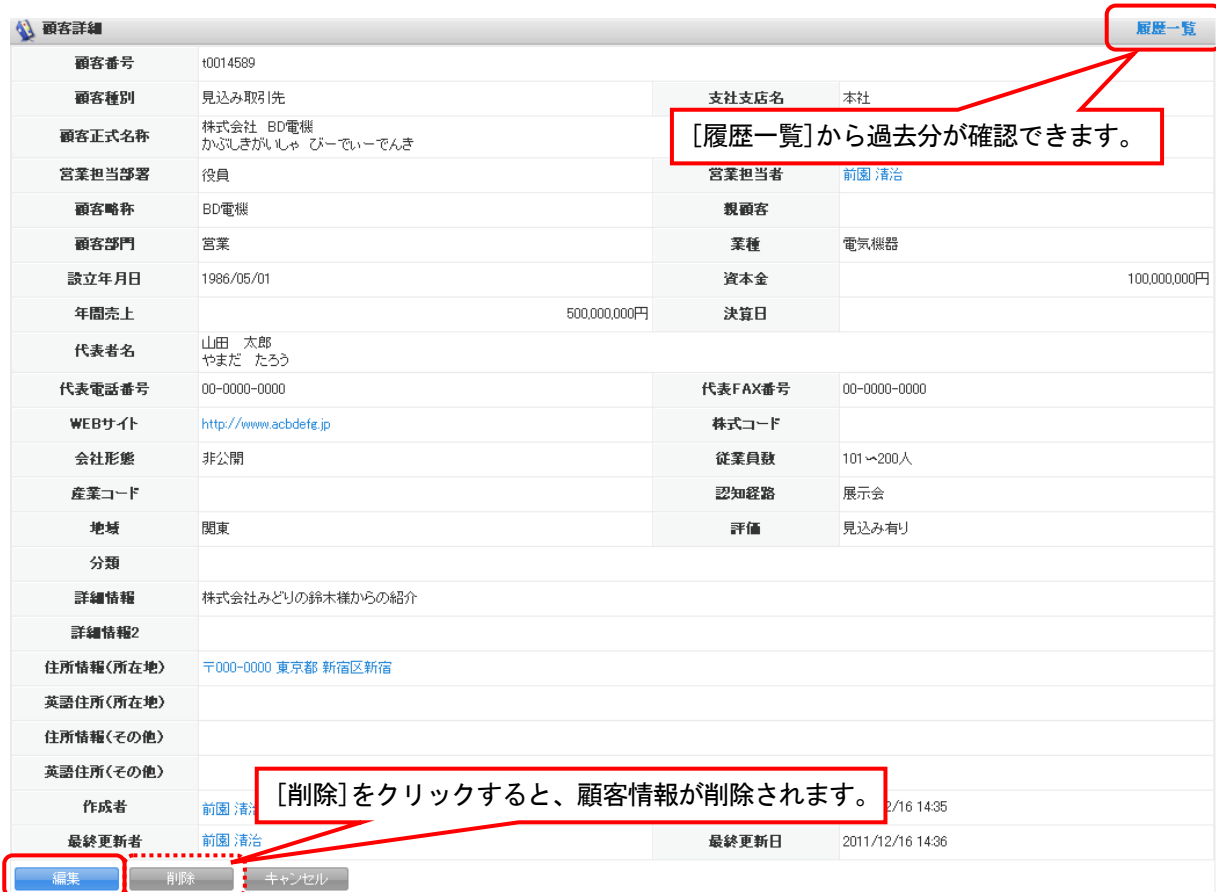 顧客詳細 履歴一覧
顧客番号 t0014589
顧客種別 見込み取引先 支社支店名 本社
顧客正式名称 株式会社 BD電機
かぶしきがいしゃ びーでぃーでんき
[履歴一覧]から過去分が確認できます。
営業担当部署 役員 営業担当者 前園 清治
顧客略称 BD電機 親顧客
顧客部門 営業 業種 電気機器
設立年月日 1986/05/01 資本金 100,000,000円
年間売上 500,000,000円 決算日
代表者名 山田 太郎
やまだ たろう
代表電話番号 00-0000-0000 代表FAX番号 00-0000-0000
WEBサイト http://www.acbdefg.jp 株式コード
会社形態 非公開 従業員数 101~200人
産業コード 認知経路 展示会
地域 関東 評価 見込み有り
分類
詳細情報 株式会社みどりの鈴木様からの紹介
詳細情報2
住所情報(所在地) 〒000-0000 東京都 新宿区新宿
英語住所(所在地)
住所情報(その他)
英語住所(その他)
[削除]をクリックすると、顧客情報が削除されます。
作成者 前園 清 2/16 14:35
最終更新者 前園 清治 最終更新日 2011/12/16 14:36
編集 削除 キャンセル